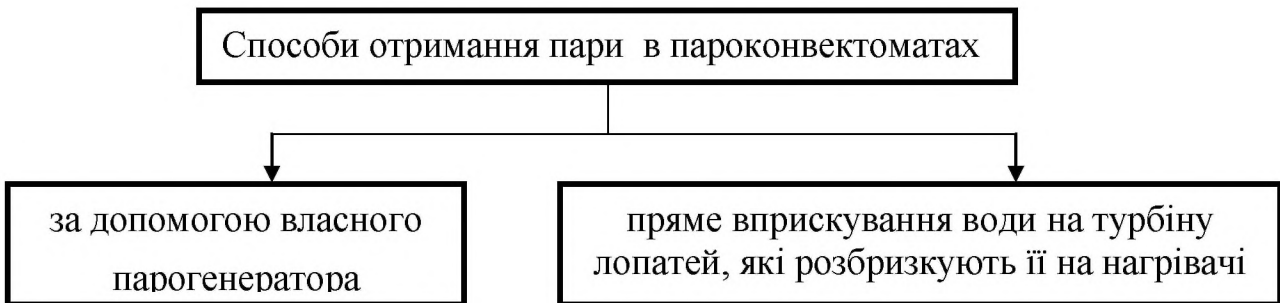 Способи отримання пари в пароконвектоматах
за допомогою власного
парогенератора
пряме вприскування води на турбіну
лопатей, які розбризкують її на нагрівачі